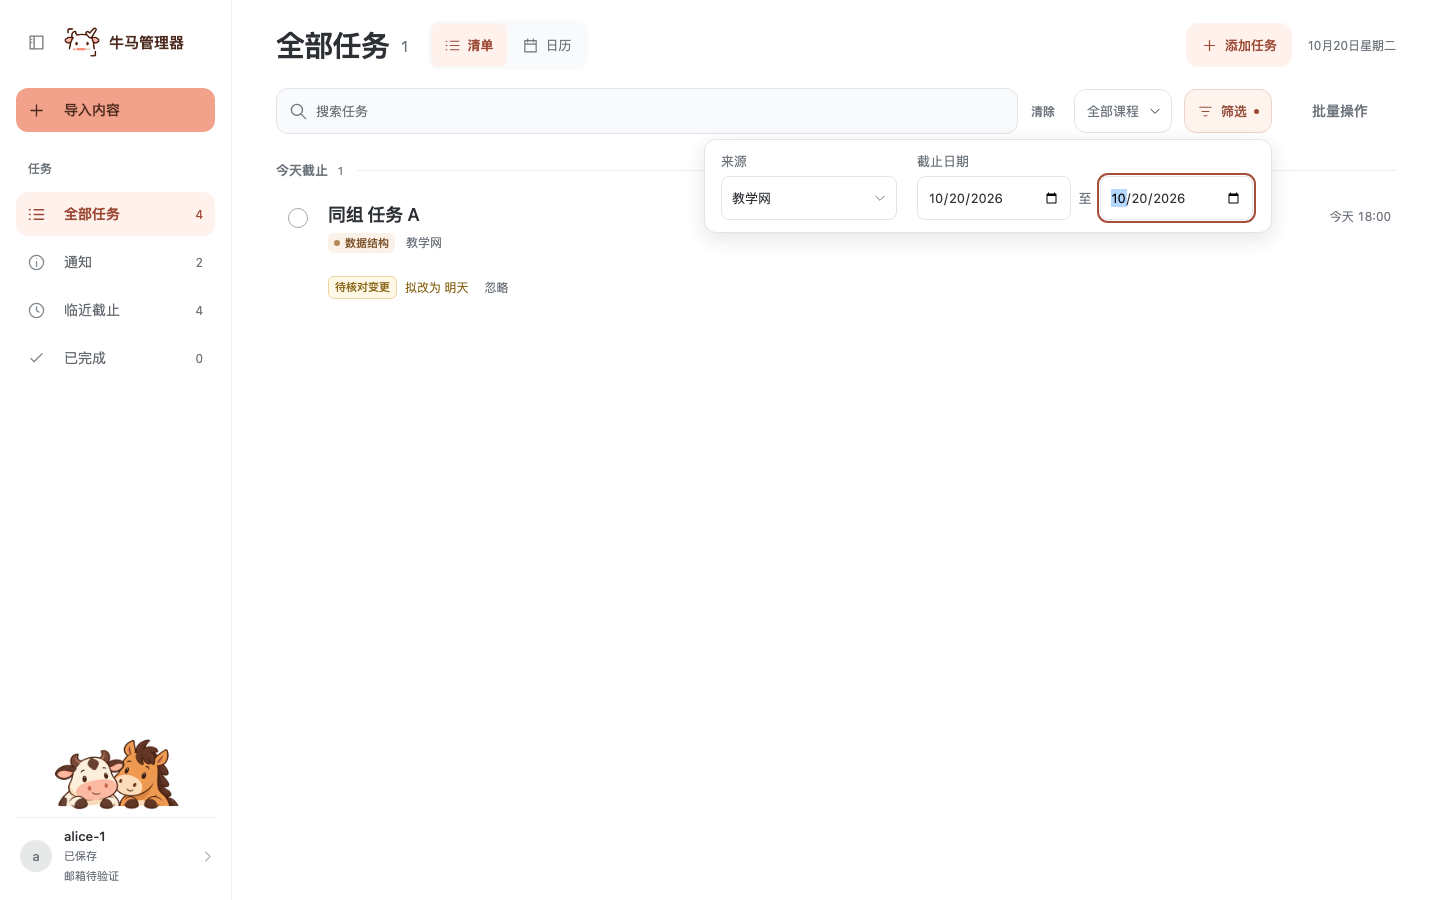 牛马管理器
导入内容
任务
全部任务 4
通知 2
临近截止 4
已完成 0
alice-1
a
已保存
邮箱待验证
全部任务 1
清单
日历
添加任务
10月20日星期二
搜索任务
清除
全部课程
筛选
批量操作
来源
截止日期
教学网
10/20/2026
至
10/20/2026
今天截止 1
同组 任务 A
今天 18:00
数据结构
教学网
待核对变更
拟改为 明天
忽略